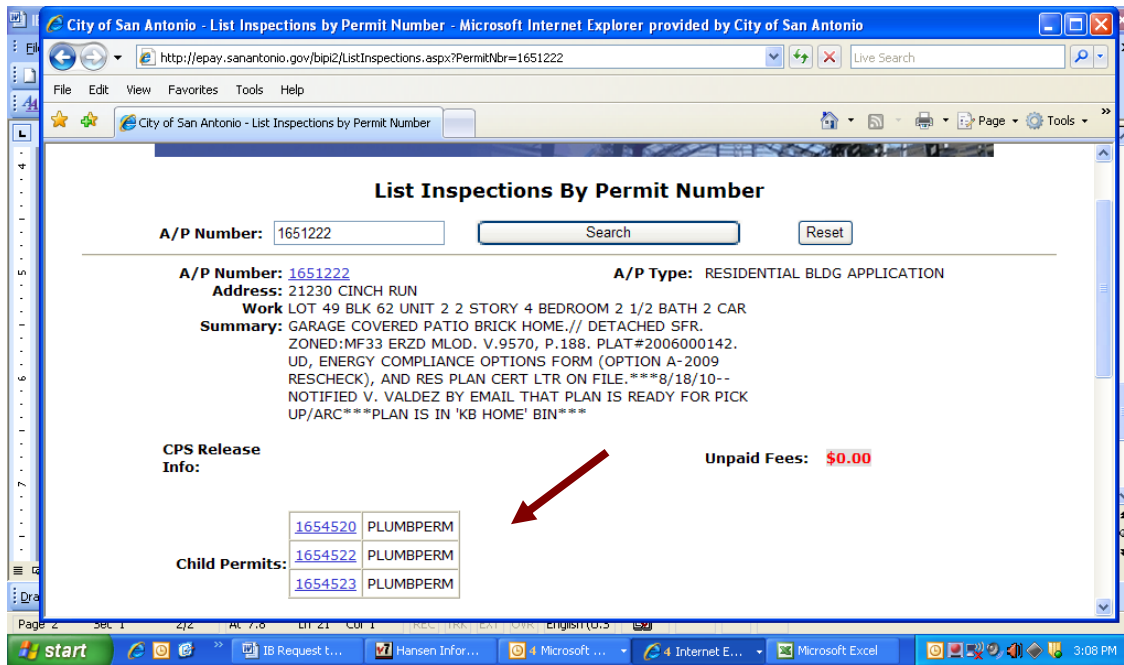 City of San Antonio - List Inspections by Permit Number - Microsoft Internet Explorer provided by City of San Antonio
http://epay.sanantonio.gov/bipi2/ListInspections.aspx?PermitNbr=1651222
Live Search
File Edit View Favorites Tools Help
City of San Antonio - List Inspections by Permit Number
Page Tools
List Inspections By Permit Number
A/P Number: 1651222 Search Reset
A/P Number: 1651222 A/P Type: RESIDENTIAL BLDG APPLICATION
Address: 21230 CINCH RUN
Work LOT 49 BLK 62 UNIT 2 2 STORY 4 BEDROOM 2 1/2 BATH 2 CAR
Summary: GARAGE COVERED PATIO BRICK HOME.// DETACHED SFR.
ZONED:MF33 ERZD MLOD. V.9570, P.188. PLAT#2006000142.
UD, ENERGY COMPLIANCE OPTIONS FORM (OPTION A-2009
RESCHECK), AND RES PLAN CERT LTR ON FILE.***8/18/10--
NOTIFIED V. VALDEZ BY EMAIL THAT PLAN IS READY FOR PICK
UP/ARC***PLAN IS IN 'KB HOME' BIN***
CPS Release
Info:
Unpaid Fees: $0.00
Child Permits:
1654520 PLUMBPERM
1654522 PLUMBPERM
1654523 PLUMBPERM
start IB Request t... Hansen Infor... 4 Microsoft ... 4 Internet E... Microsoft Excel 3:08 PM